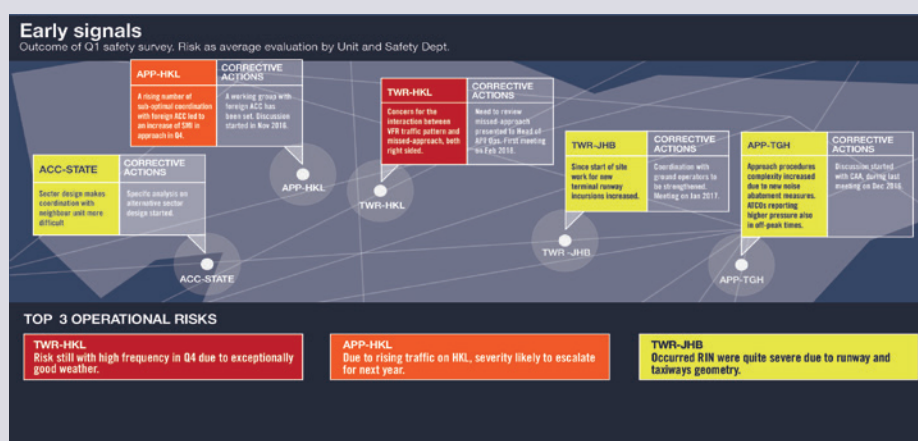 Early signals
Outcome of Q1 safety survey. Risk as average evaluation by Unit and Safety Dept.
APP-HKL
A rising number of
sub-optimal coordination
with foreign ACC led to
an increase of SMI in
approach in Q4.
CORRECTIVE
ACTIONS
A working group with
foreign ACC has
been set. Discussion
started in Nov 2016.
TWR-HKL
Concern for the
interaction between
VFR traffic pattern and
missed-approach, both
right sided.
CORRECTIVE
ACTIONS
Need to review
missed-approach
presented to Head of
APP Ops. First meeting
on Feb 2018.
ACC-STATE
Sector design makes
coordination with
neighbour unit more
difficult
CORRECTIVE
ACTIONS
Specific analysis on
alternative sector
design started.
TWR-JHB
Since start of site
work for new
terminal runway
incursions increased.
CORRECTIVE
ACTIONS
Coordination with
ground operators to
be strengthened.
Meeting on Jan 2017.
APP-TGH
Approach procedures
complexity increased
due to new noise
abatement measures.
ATCOs reporting
higher pressure also
in off-peak times.
CORRECTIVE
ACTIONS
Discussion started
with CAA, during last
meeting on Dec 2016.
APP-HKL
TWR-HKL
TWR -JHB
ACC-STATE
APP-TGH
TOP 3 OPERATIONAL RISKS
TWR-HKL
Risk still with high frequency in Q4 due to exceptionally
good weather.
APP-HKL
Due to rising traffic on HKL, severity likely to escalate
for next year.
TWR-JHB
Occurred RIN were quite severe due to runway and
taxiways geometry.